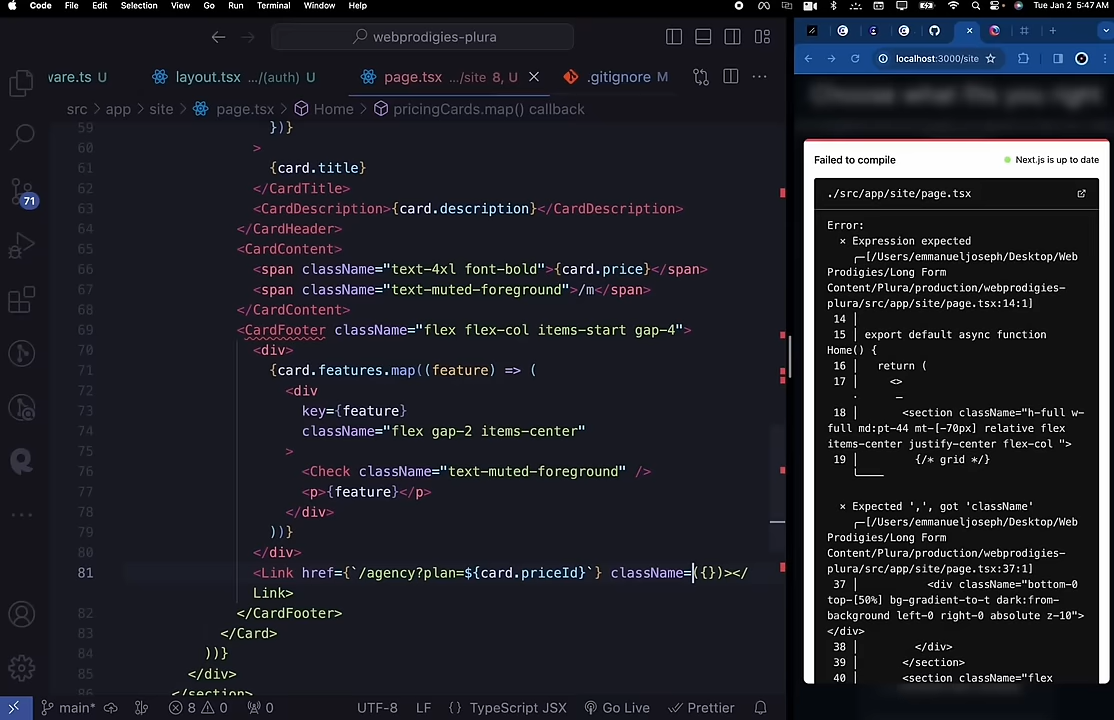 Code File Edit Selection View Go Run Terminal Window Help Tue Jan 2 5:47 AM
webprodigies-plura
ware.ts U layout.tsx .../(auth) U page.tsx .../site 8, U .gitignore M
src > app > site > page.tsx > Home > pricingCards.map() callback
59 })}
60 >
61 {card.title}
62 </CardTitle>
63 <CardDescription>{card.description}</CardDescription>
64 </CardHeader>
65 <CardContent>
66 <span className="text-4xl font-bold">{card.price}</span>
67 <span className="text-muted-foreground">/m</span>
68 </CardContent>
69 <CardFooter className="flex flex-col items-start gap-4">
70 <div>
71 {card.features.map((feature) => (
72 <div
73 key={feature}
74 className="flex gap-2 items-center"
75 >
76 <Check className="text-muted-foreground" />
77 <p>{feature}</p>
78 </div>
79 ))}
80 </div>
81 <Link href={`/agency?plan=${card.priceId}`} className=({})></
Link>
82 </CardFooter>
83 </Card>
84 ))}
85 </div>
86 </section>
71
main* 8 0 0 UTF-8 LF {} TypeScript JSX Go Live Prettier
localhost:3000/site
Choose what fits you right
Failed to compile
Next.js is up to date
./src/app/site/page.tsx
Error:
× Expression expected
╭─[/Users/emmanueljoseph/Desktop/Web
Prodigies/Long Form
Content/Plura/production/webprodigies-
plura/src/app/site/page.tsx:14:1]
14 │
15 │ export default async function
Home() {
16 │ return (
17 │ <>
· ─
18 │ <section className="h-full w-
full md:pt-44 mt-[-70px] relative flex
items-center justify-center flex-col ">
19 │ {/* grid */}
╰────
× Expected ',', got 'className'
╭─[/Users/emmanueljoseph/Desktop/Web
Prodigies/Long Form
Content/Plura/production/webprodigies-
plura/src/app/site/page.tsx:37:1]
37 │ <div className="bottom-0
top-[50%] bg-gradient-to-t dark:from-
background left-0 right-0 absolute z-10">
</div>
38 │ </div>
39 │ </section>
40 │ <section className="flex